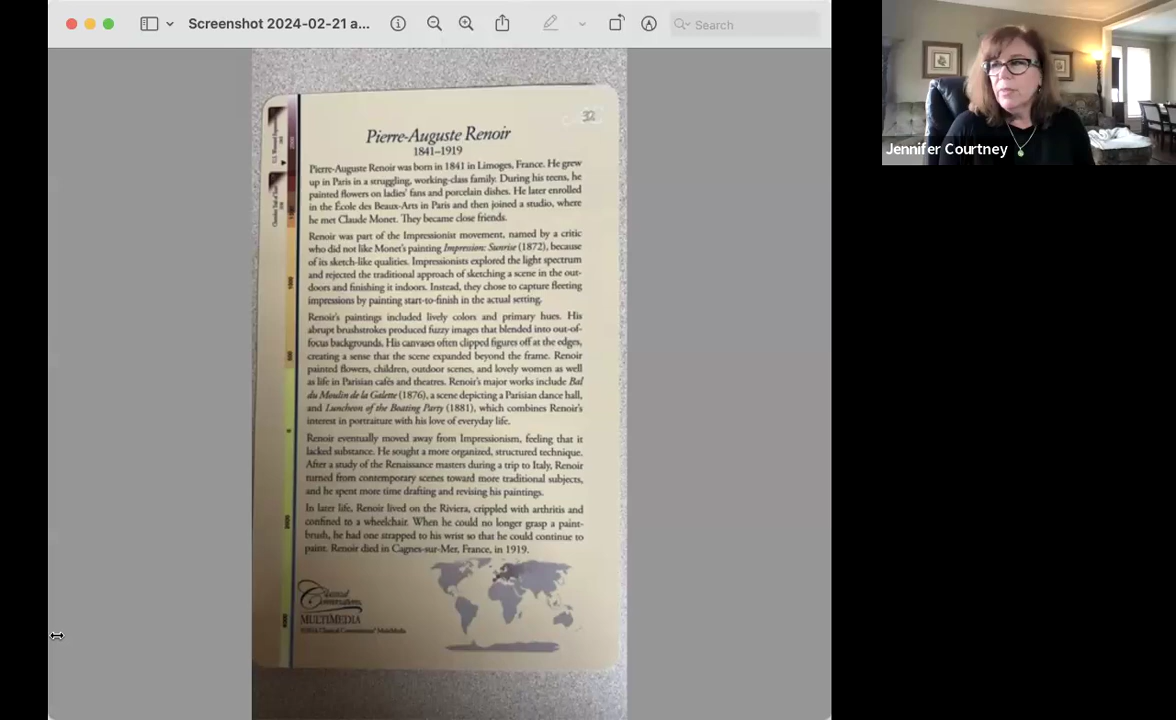 Screenshot 2024-02-21 a...
Search
Jennifer Courtney
32
Pierre-Auguste Renoir
1841–1919
Pierre-Auguste Renoir was born in 1841 in Limoges, France. He grew
up in Paris in a struggling, working-class family. During his teens, he
painted flowers on ladies' fans and porcelain dishes. He later enrolled
in the École des Beaux-Arts in Paris and then joined a studio, where
he met Claude Monet. They became close friends.
Renoir was part of the Impressionist movement, named by a critic
who did not like Monet's painting Impression: Sunrise (1872), because
of its sketch-like qualities. Impressionists explored the light spectrum
and rejected the traditional approach of sketching a scene in the out-
doors and finishing it indoors. Instead, they chose to capture fleeting
impressions by painting start-to-finish in the actual setting.
Renoir's paintings included lively colors and primary hues. His
abrupt brushstrokes produced fuzzy images that blended into out-of-
focus backgrounds. His canvases often clipped figures off at the edges,
creating a sense that the scene expanded beyond the frame. Renoir
painted flowers, children, outdoor scenes, and lovely women as well
as life in Parisian cafés and theatres. Renoir's major works include Bal
du Moulin de la Galette (1876), a scene depicting a Parisian dance hall,
and Luncheon of the Boating Party (1881), which combines Renoir's
interest in portraiture with his love of everyday life.
Renoir eventually moved away from Impressionism, feeling that it
lacked substance. He sought a more organized, structured technique.
After a study of the Renaissance masters during a trip to Italy, Renoir
turned from contemporary scenes toward more traditional subjects,
and he spent more time drafting and revising his paintings.
In later life, Renoir lived on the Riviera, crippled with arthritis and
confined to a wheelchair. When he could no longer grasp a paint-
brush, he had one strapped to his wrist so that he could continue to
paint. Renoir died in Cagnes-sur-Mer, France, in 1919.
Classical
Conversations
MULTIMEDIA